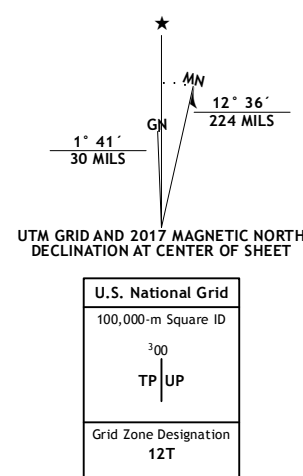 ★
MN
GN
12° 36´
224 MILS
1° 41´
30 MILS
UTM GRID AND 2017 MAGNETIC NORTH
DECLINATION AT CENTER OF SHEET
U.S. National Grid
100,000-m Square ID
³00
TP UP
Grid Zone Designation
12T